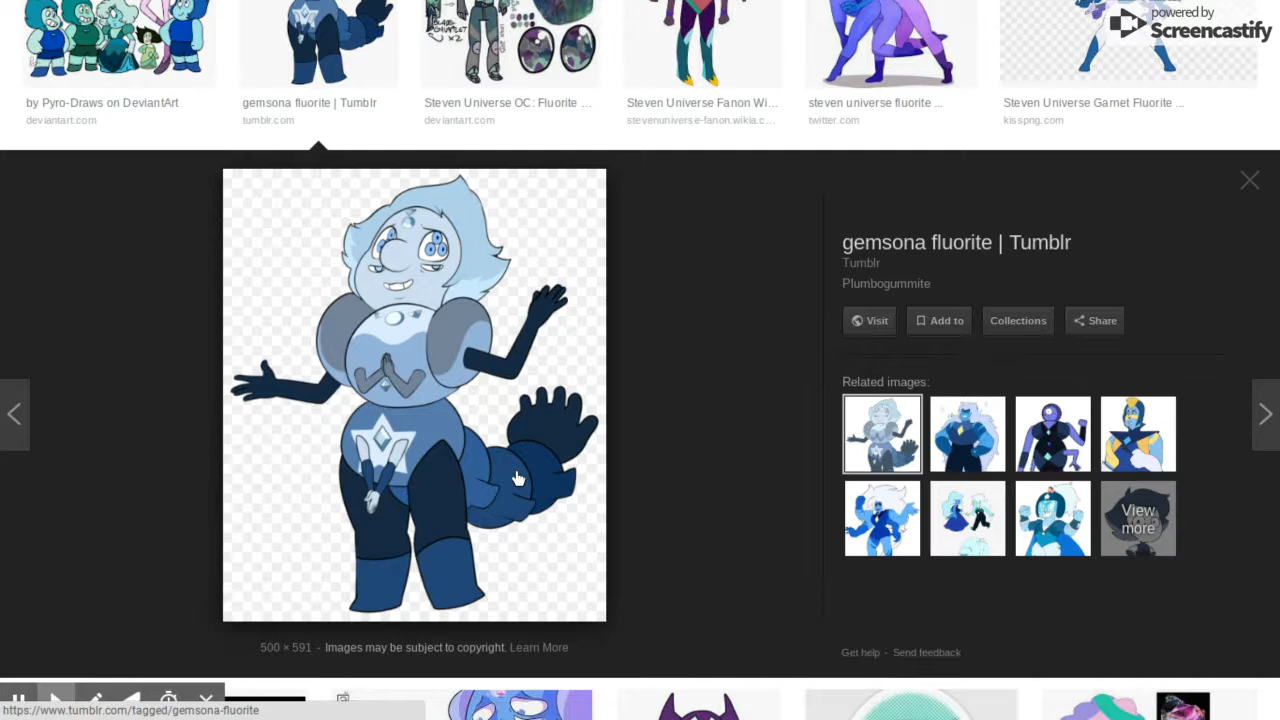 powered by
Screencastify
by Pyro-Draws on DeviantArt
deviantart.com
gemsona fluorite | Tumblr
tumblr.com
Steven Universe OC: Fluorite ...
deviantart.com
Steven Universe Fanon Wi...
stevenuniverse-fanon.wikia.c...
steven universe fluorite ...
twitter.com
Steven Universe Garnet Fluorite ...
kisspng.com
gemsona fluorite | Tumblr
Tumblr
Plumbogummite
Visit
Add to
Collections
Share
Related images:
View
more
500 × 591 - Images may be subject to copyright. Learn More
Get help - Send feedback
https://www.tumblr.com/tagged/gemsona-fluorite